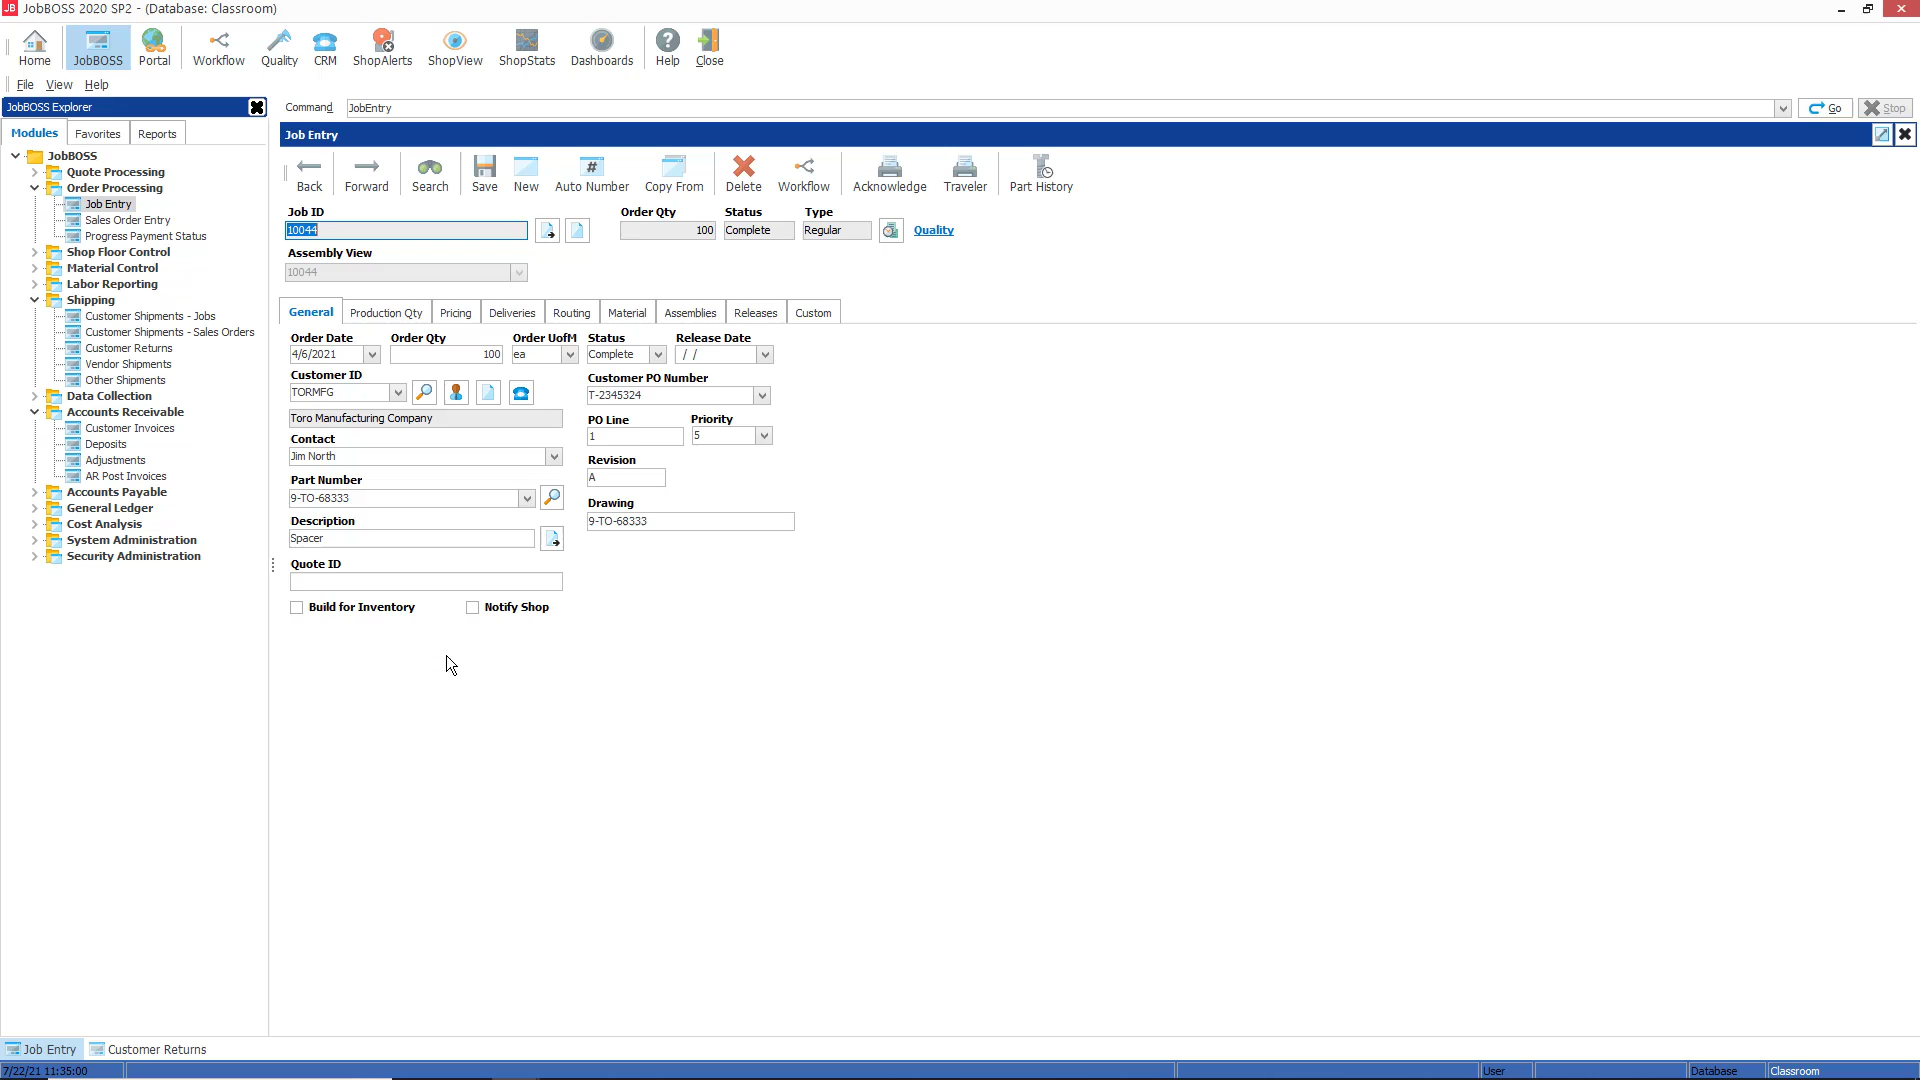 JB JobBOSS 2020 SP2 - (Database: Classroom)
Home JobBOSS Portal Workflow Quality CRM ShopAlerts ShopView ShopStats Dashboards Help Close
File View Help
JobBOSS Explorer
Command JobEntry Go Stop
Modules Favorites Reports
Job Entry
JobBOSS
Quote Processing
Order Processing
Job Entry
Sales Order Entry
Progress Payment Status
Shop Floor Control
Material Control
Labor Reporting
Shipping
Customer Shipments - Jobs
Customer Shipments - Sales Orders
Customer Returns
Vendor Shipments
Other Shipments
Data Collection
Accounts Receivable
Customer Invoices
Deposits
Adjustments
AR Post Invoices
Accounts Payable
General Ledger
Cost Analysis
System Administration
Security Administration
Back Forward Search Save New # Auto Number Copy From Delete Workflow Acknowledge Traveler Part History
Job ID Order Qty Status Type
10044 100 Complete Regular Quality
Assembly View
10044
General Production Qty Pricing Deliveries Routing Material Assemblies Releases Custom
Order Date Order Qty Order UofM Status Release Date
4/6/2021 100 ea Complete / /
Customer ID Customer PO Number
TORMFG T-2345324
Toro Manufacturing Company PO Line Priority
Contact 1 5
Jim North Revision
Part Number A
9-TO-68333 Drawing
Description 9-TO-68333
Spacer
Quote ID
Build for Inventory Notify Shop
Job Entry Customer Returns
7/22/21 11:35:00 User Database Classroom